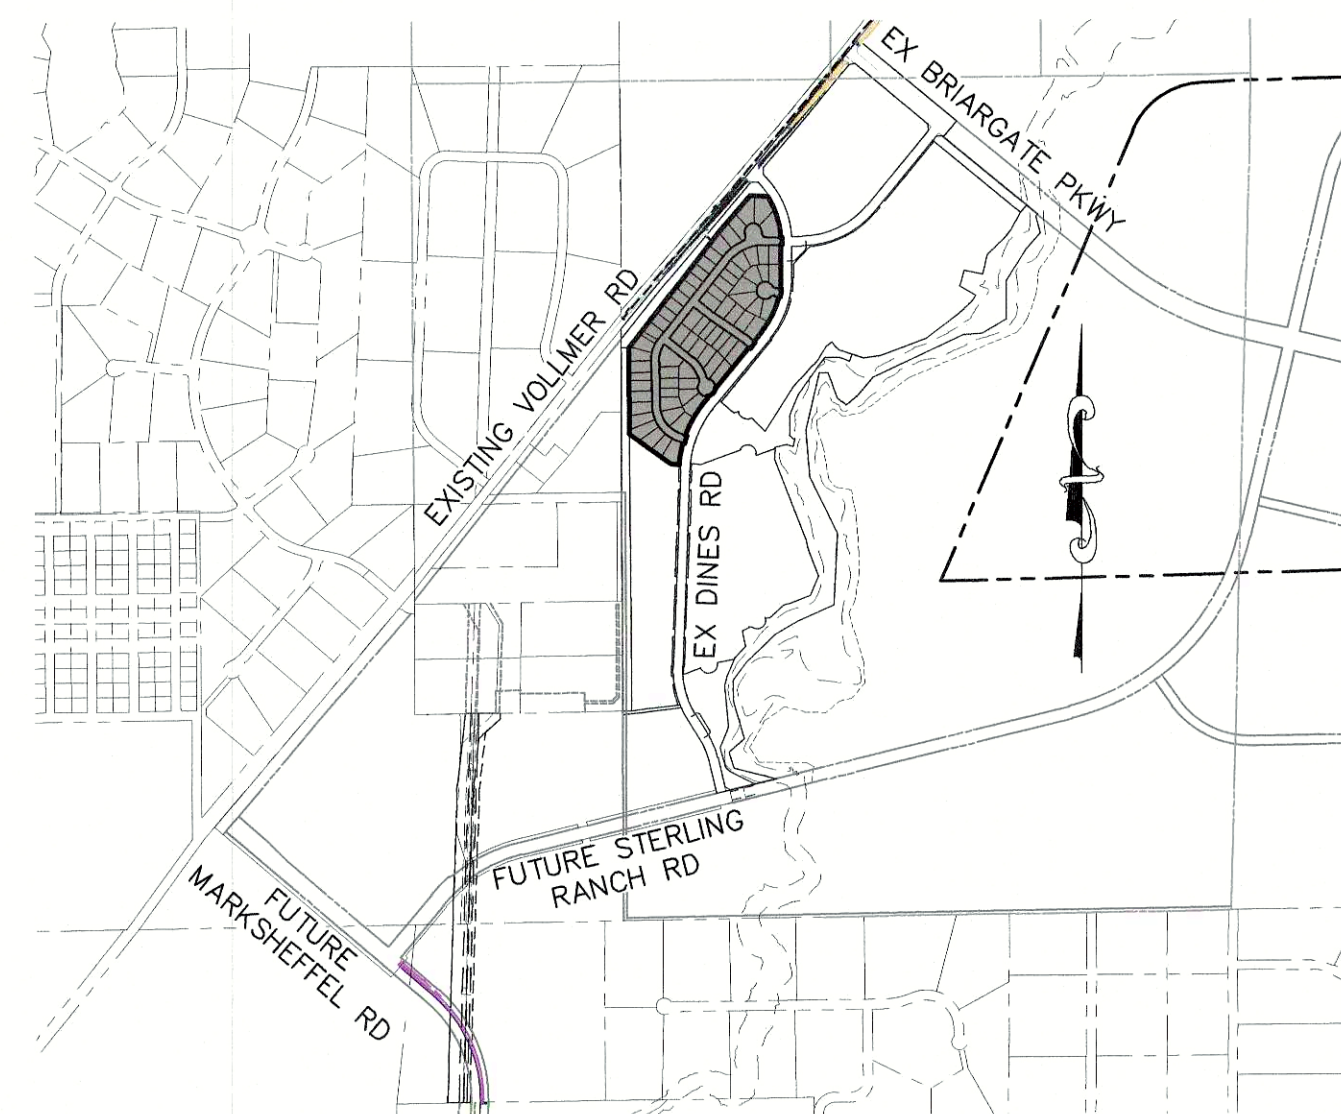 EX BRIARGATE PKWY
EXISTING VOLLMER RD
EX DINES RD
FUTURE STERLING
RANCH RD
FUTURE
MARKSHEFFEL RD